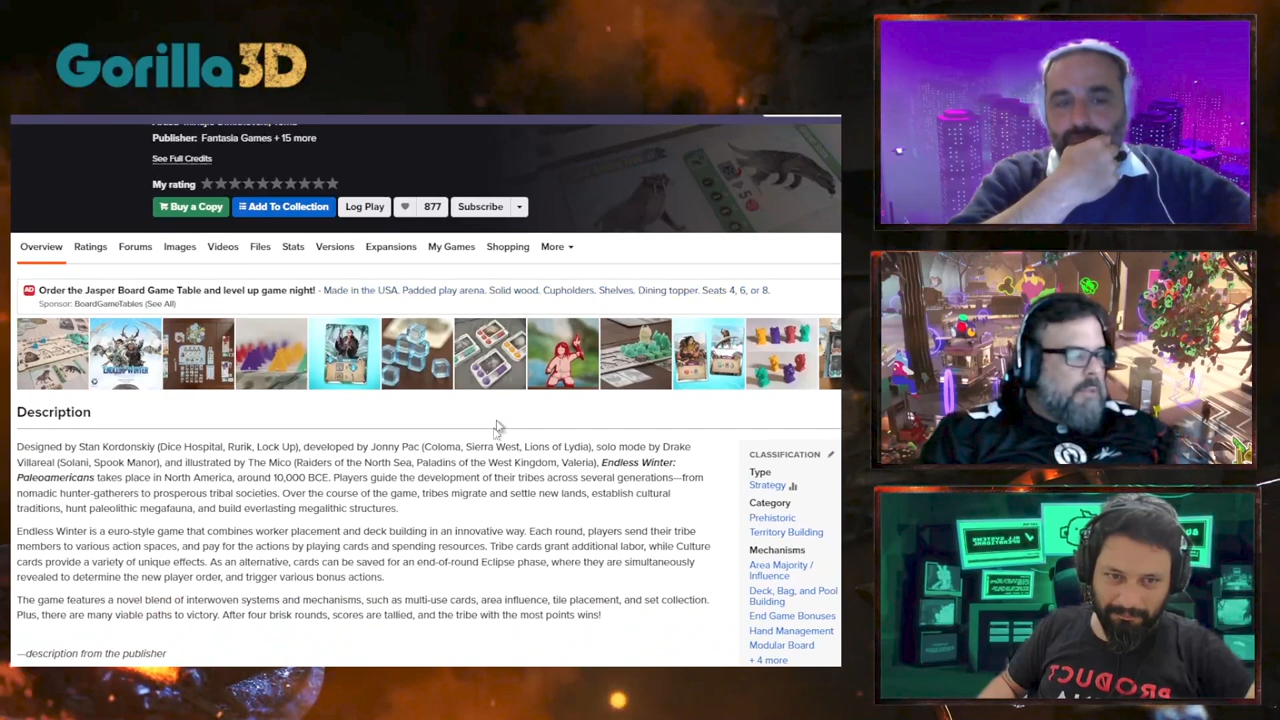 Gorilla3D
Publisher: Fantasia Games + 15 more
See Full Credits
My rating
Buy a Copy
Add To Collection
Log Play
877
Subscribe
Overview
Ratings
Forums
Images
Videos
Files
Stats
Versions
Expansions
My Games
Shopping
More
AD Order the Jasper Board Game Table and level up game night! - Made in the USA. Padded play arena. Solid wood. Cupholders. Shelves. Dining topper. Seats 4, 6, or 8.
Sponsor: BoardGameTables (See All)
Description
Designed by Stan Kordonskiy (Dice Hospital, Rurik, Lock Up), developed by Jonny Pac (Coloma, Sierra West, Lions of Lydia), solo mode by Drake
Villareal (Solani, Spook Manor), and illustrated by The Mico (Raiders of the North Sea, Paladins of the West Kingdom, Valeria), Endless Winter:
Paleoamericans takes place in North America, around 10,000 BCE. Players guide the development of their tribes across several generations—from
nomadic hunter-gatherers to prosperous tribal societies. Over the course of the game, tribes migrate and settle new lands, establish cultural
traditions, hunt paleolithic megafauna, and build everlasting megalithic structures.
Endless Winter is a euro-style game that combines worker placement and deck building in an innovative way. Each round, players send their tribe
members to various action spaces, and pay for the actions by playing cards and spending resources. Tribe cards grant additional labor, while Culture
cards provide a variety of unique effects. As an alternative, cards can be saved for an end-of-round Eclipse phase, where they are simultaneously
revealed to determine the new player order, and trigger various bonus actions.
The game features a novel blend of interwoven systems and mechanisms, such as multi-use cards, area influence, tile placement, and set collection.
Plus, there are many viable paths to victory. After four brisk rounds, scores are tallied, and the tribe with the most points wins!
—description from the publisher
CLASSIFICATION
Type
Strategy
Category
Prehistoric
Territory Building
Mechanisms
Area Majority /
Influence
Deck, Bag, and Pool
Building
End Game Bonuses
Hand Management
Modular Board
+ 4 more
PRODUCT